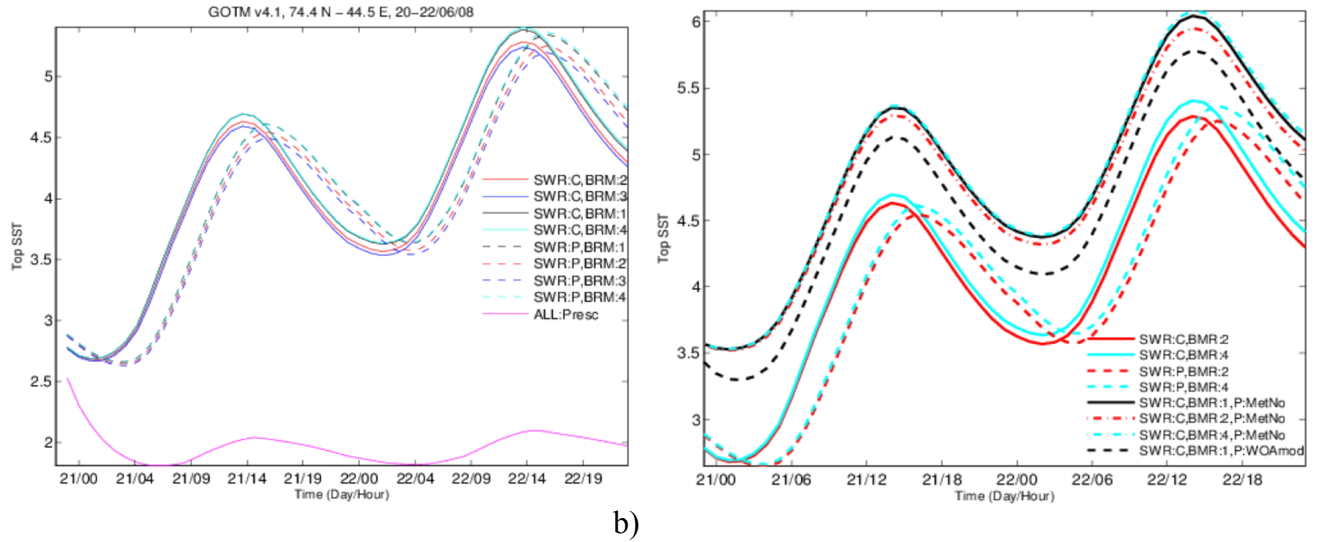 GOTM v4.1, 74.4 N – 44.5 E, 20–22/06/08
Top SST
5
4.5
4
3.5
3
2.5
2
SWR:C,BRM:2
SWR:C,BRM:3
SWR:C,BRM:1
SWR:C,BRM:4
SWR:P,BRM:1
SWR:P,BRM:2
SWR:P,BRM:3
SWR:P,BRM:4
ALL:Presc
21/00 21/04 21/09 21/14 21/19 22/00 22/04 22/09 22/14 22/19
Time (Day/Hour)
Top SST
6
5.5
5
4.5
4
3.5
3
SWR:C,BMR:2
SWR:C,BMR:4
SWR:P,BMR:2
SWR:P,BMR:4
SWR:C,BMR:1,P:MetNo
SWR:C,BMR:2,P:MetNo
SWR:C,BMR:4,P:MetNo
SWR:C,BMR:1,P:WOAmod
21/00 21/06 21/12 21/18 22/00 22/06 22/12 22/18
Time (Day/Hour)
b)